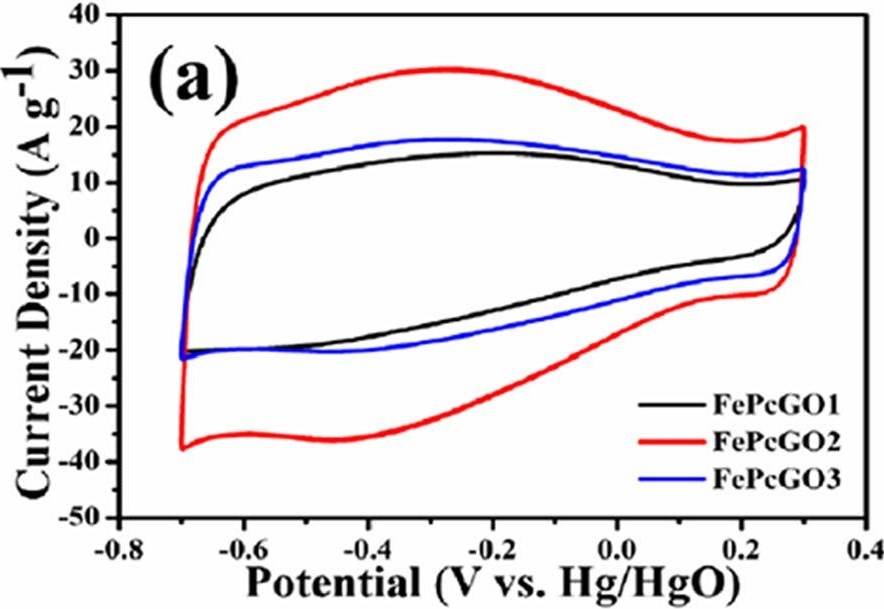 (a)
Current Density (A g-1)
40
30
20
10
0
-10
-20
-30
-40
-50
FePcGO1
FePcGO2
FePcGO3
-0.8 -0.6 -0.4 -0.2 0.0 0.2 0.4
Potential (V vs. Hg/HgO)